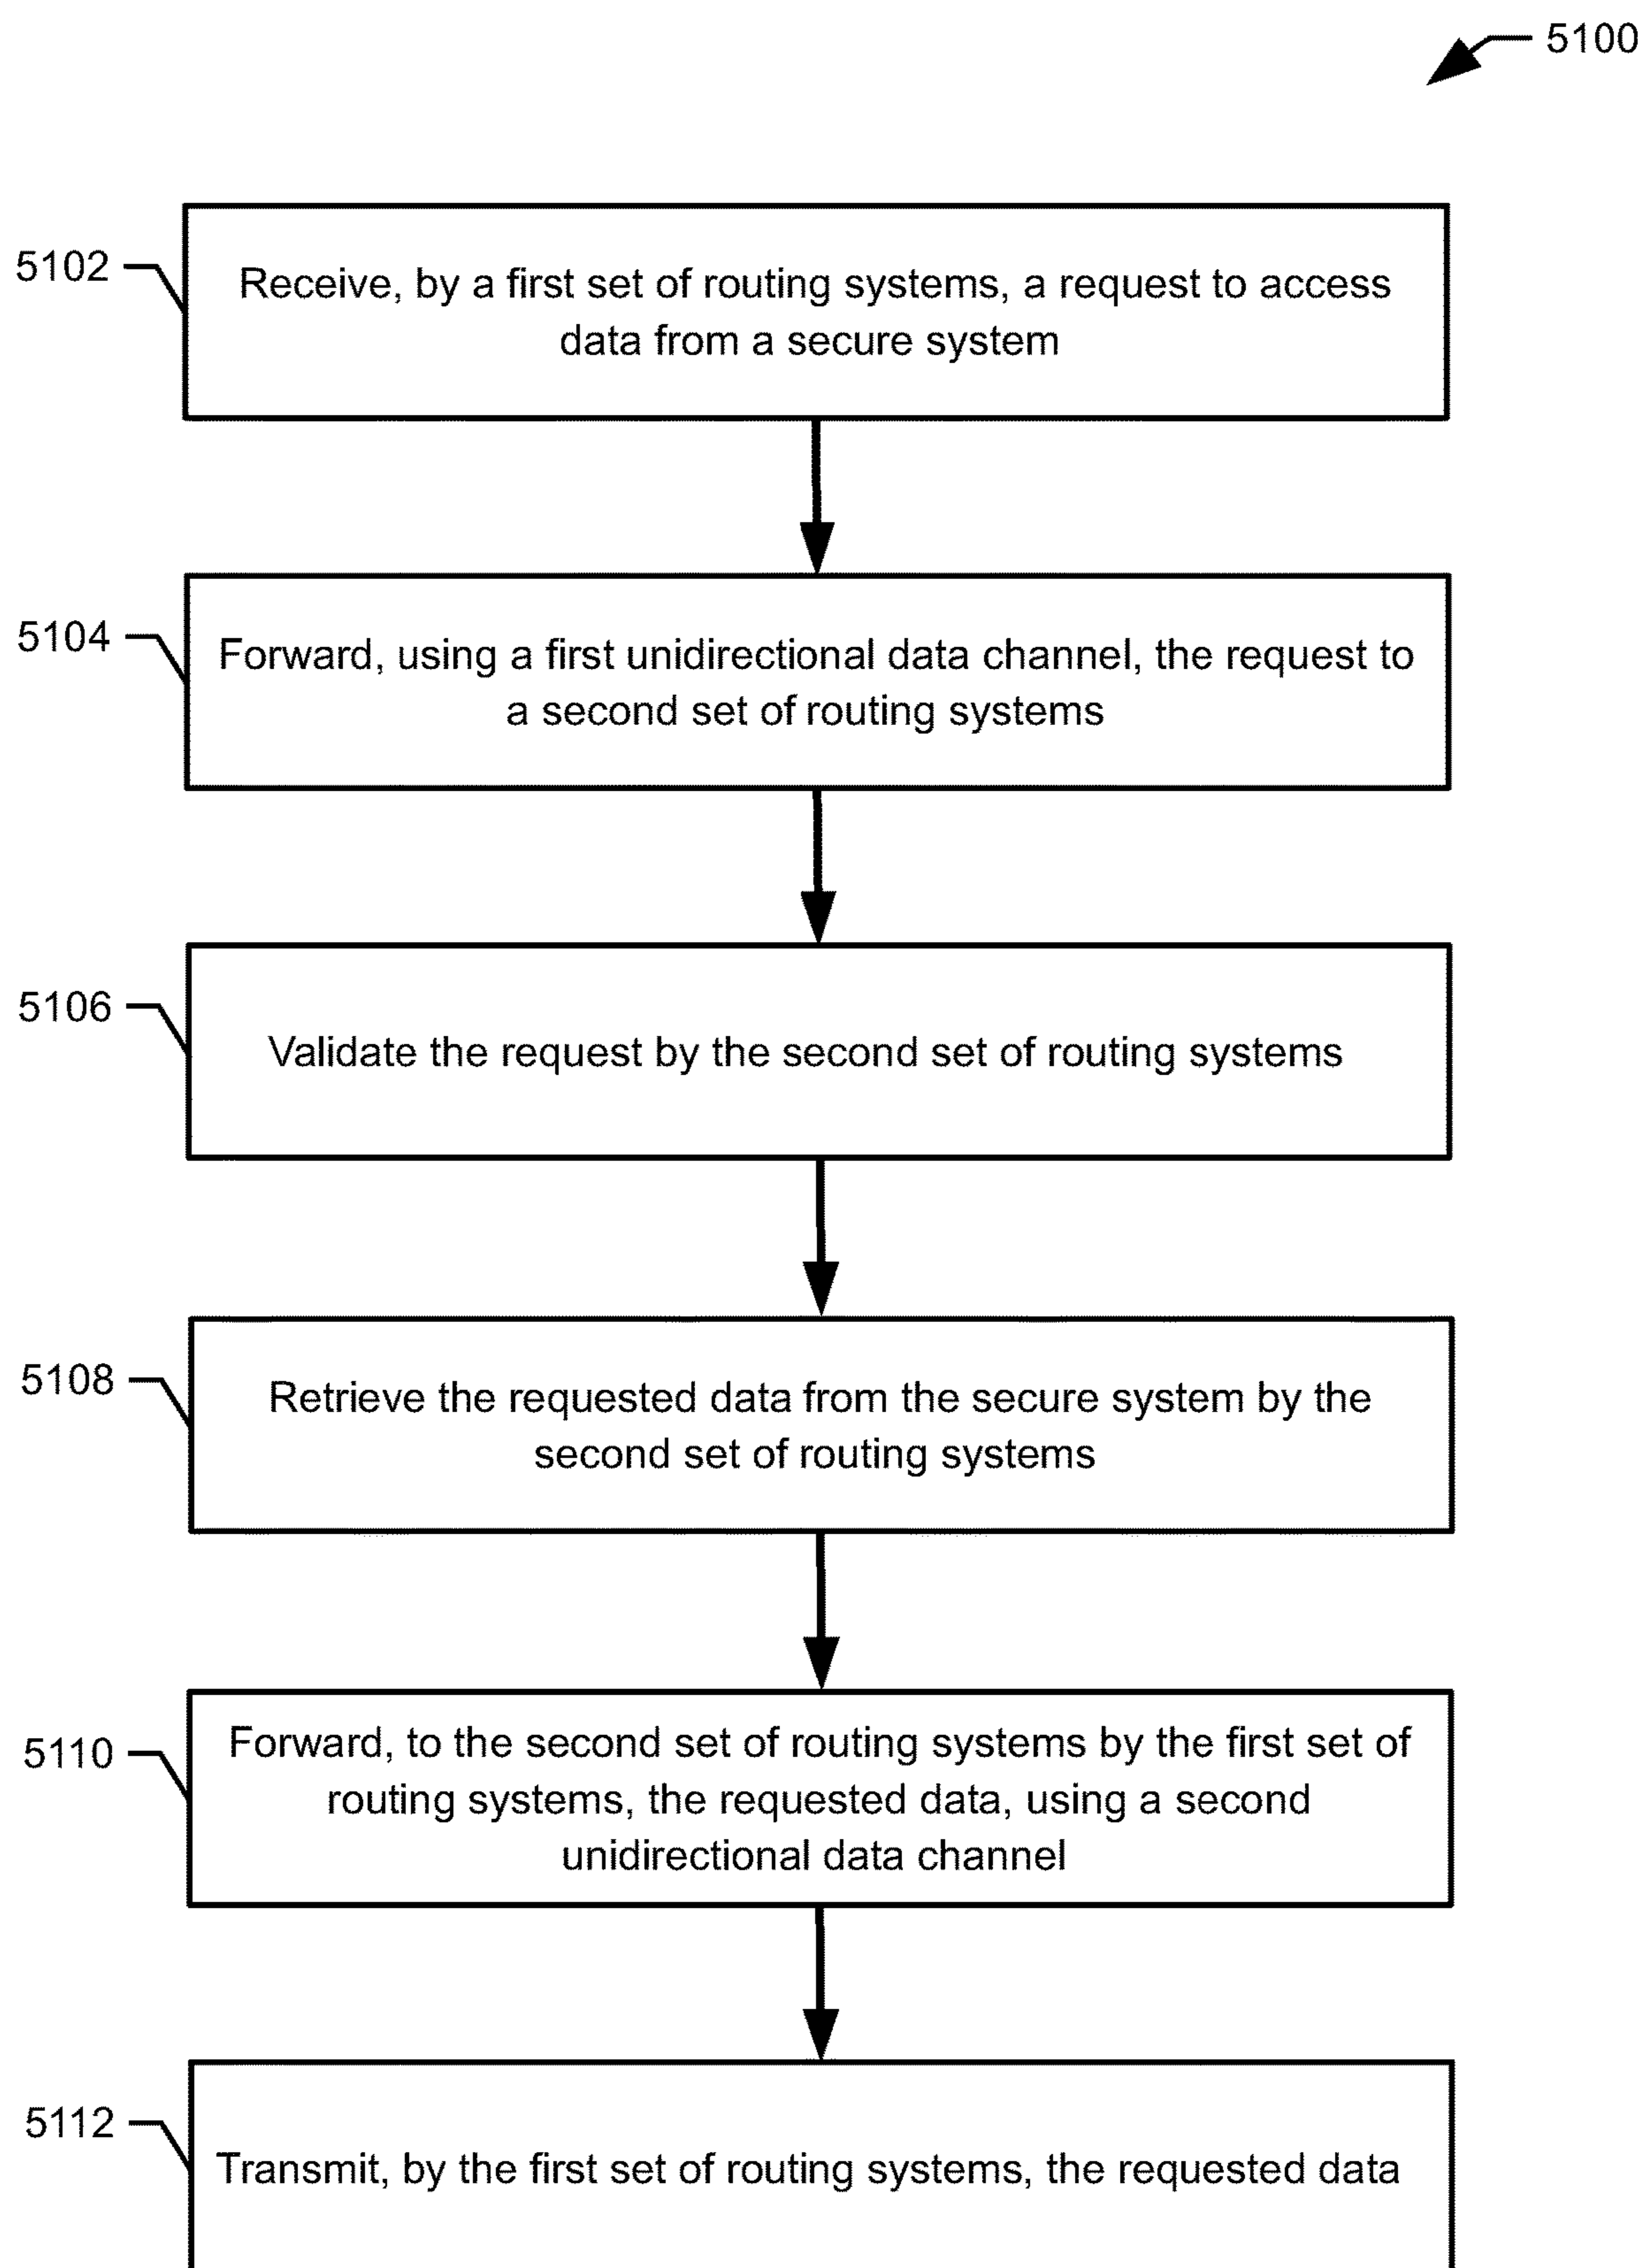 5100
5102
Receive, by a first set of routing systems, a request to access
data from a secure system
5104
Forward, using a first unidirectional data channel, the request to
a second set of routing systems
5106
Validate the request by the second set of routing systems
5108
Retrieve the requested data from the secure system by the
second set of routing systems
5110
Forward, to the second set of routing systems by the first set of
routing systems, the requested data, using a second
unidirectional data channel
5112
Transmit, by the first set of routing systems, the requested data